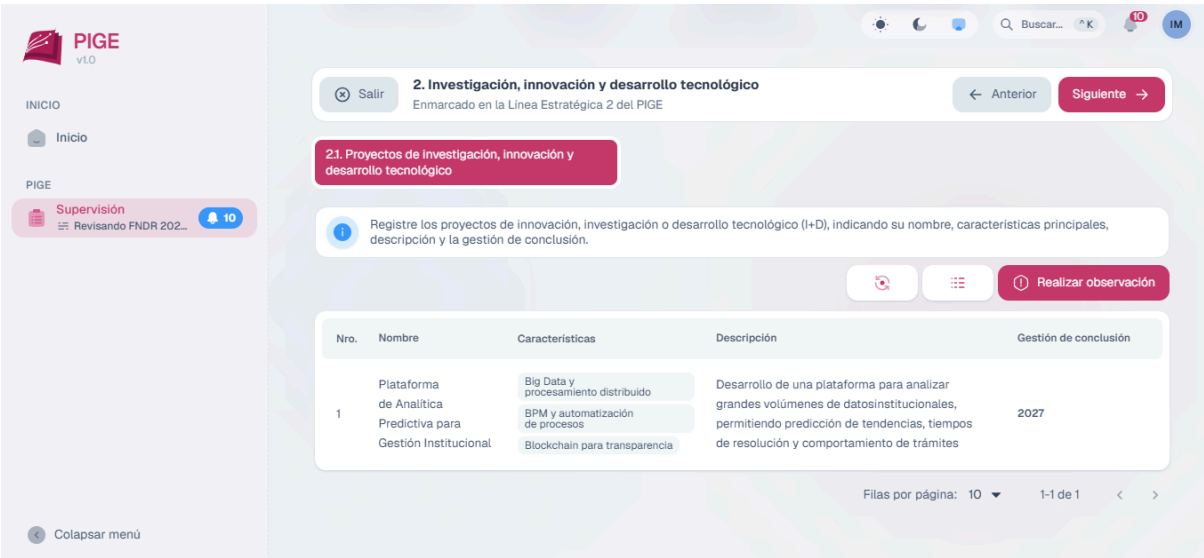 PIGE
v1.0
Buscar... ^K
10
IM
INICIO
Inicio
PIGE
Supervisión
Revisando FNDR 202...
10
Salir
2. Investigación, innovación y desarrollo tecnológico
Enmarcado en la Línea Estratégica 2 del PIGE
← Anterior
Siguiente →
2.1. Proyectos de investigación, innovación y
desarrollo tecnológico
Registre los proyectos de innovación, investigación o desarrollo tecnológico (I+D), indicando su nombre, características principales,
descripción y la gestión de conclusión.
Realizar observación
Nro. Nombre Características Descripción Gestión de conclusión
1
Plataforma
de Analítica
Predictiva para
Gestión Institucional
Big Data y
procesamiento distribuido
BPM y automatización
de procesos
Blockchain para transparencia
Desarrollo de una plataforma para analizar
grandes volúmenes de datosinstitucionales,
permitiendo predicción de tendencias, tiempos
de resolución y comportamiento de trámites
2027
Filas por página: 10 1-1 de 1
Colapsar menú